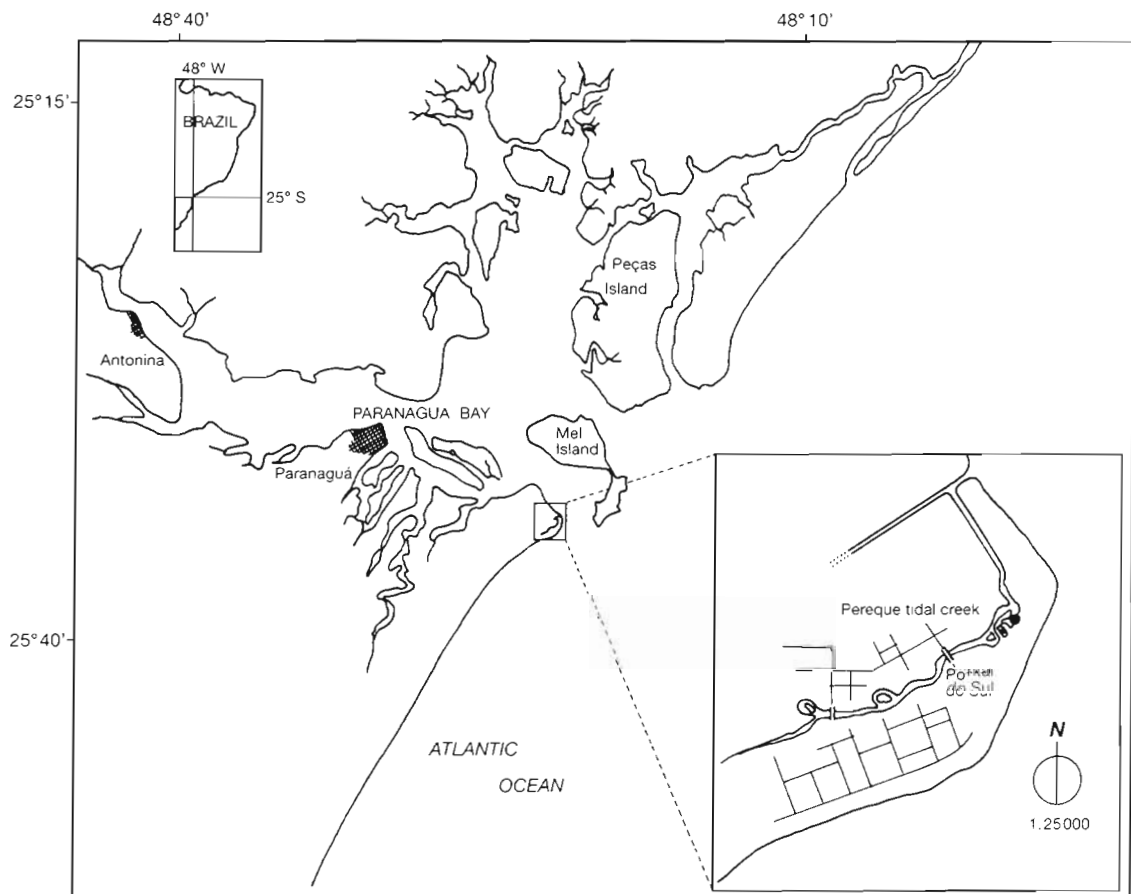 48° 40'
48° 10'
25° 15'
48° W
BRAZIL
25° S
Peças
Island
Antonina
PARANAGUA BAY
Mel
Island
Paranaguá
Pereque tidal creek
25° 40'
do Sul
N
ATLANTIC
OCEAN
1.25000